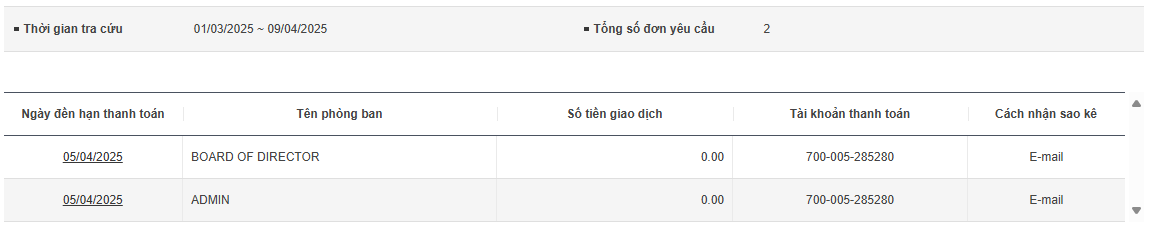 Thời gian tra cứu 01/03/2025 ~ 09/04/2025 Tổng số đơn yêu cầu 2
Ngày đền hạn thanh toán Tên phòng ban Số tiền giao dịch Tài khoản thanh toán Cách nhận sao kê
05/04/2025 BOARD OF DIRECTOR 0.00 700-005-285280 E-mail
05/04/2025 ADMIN 0.00 700-005-285280 E-mail